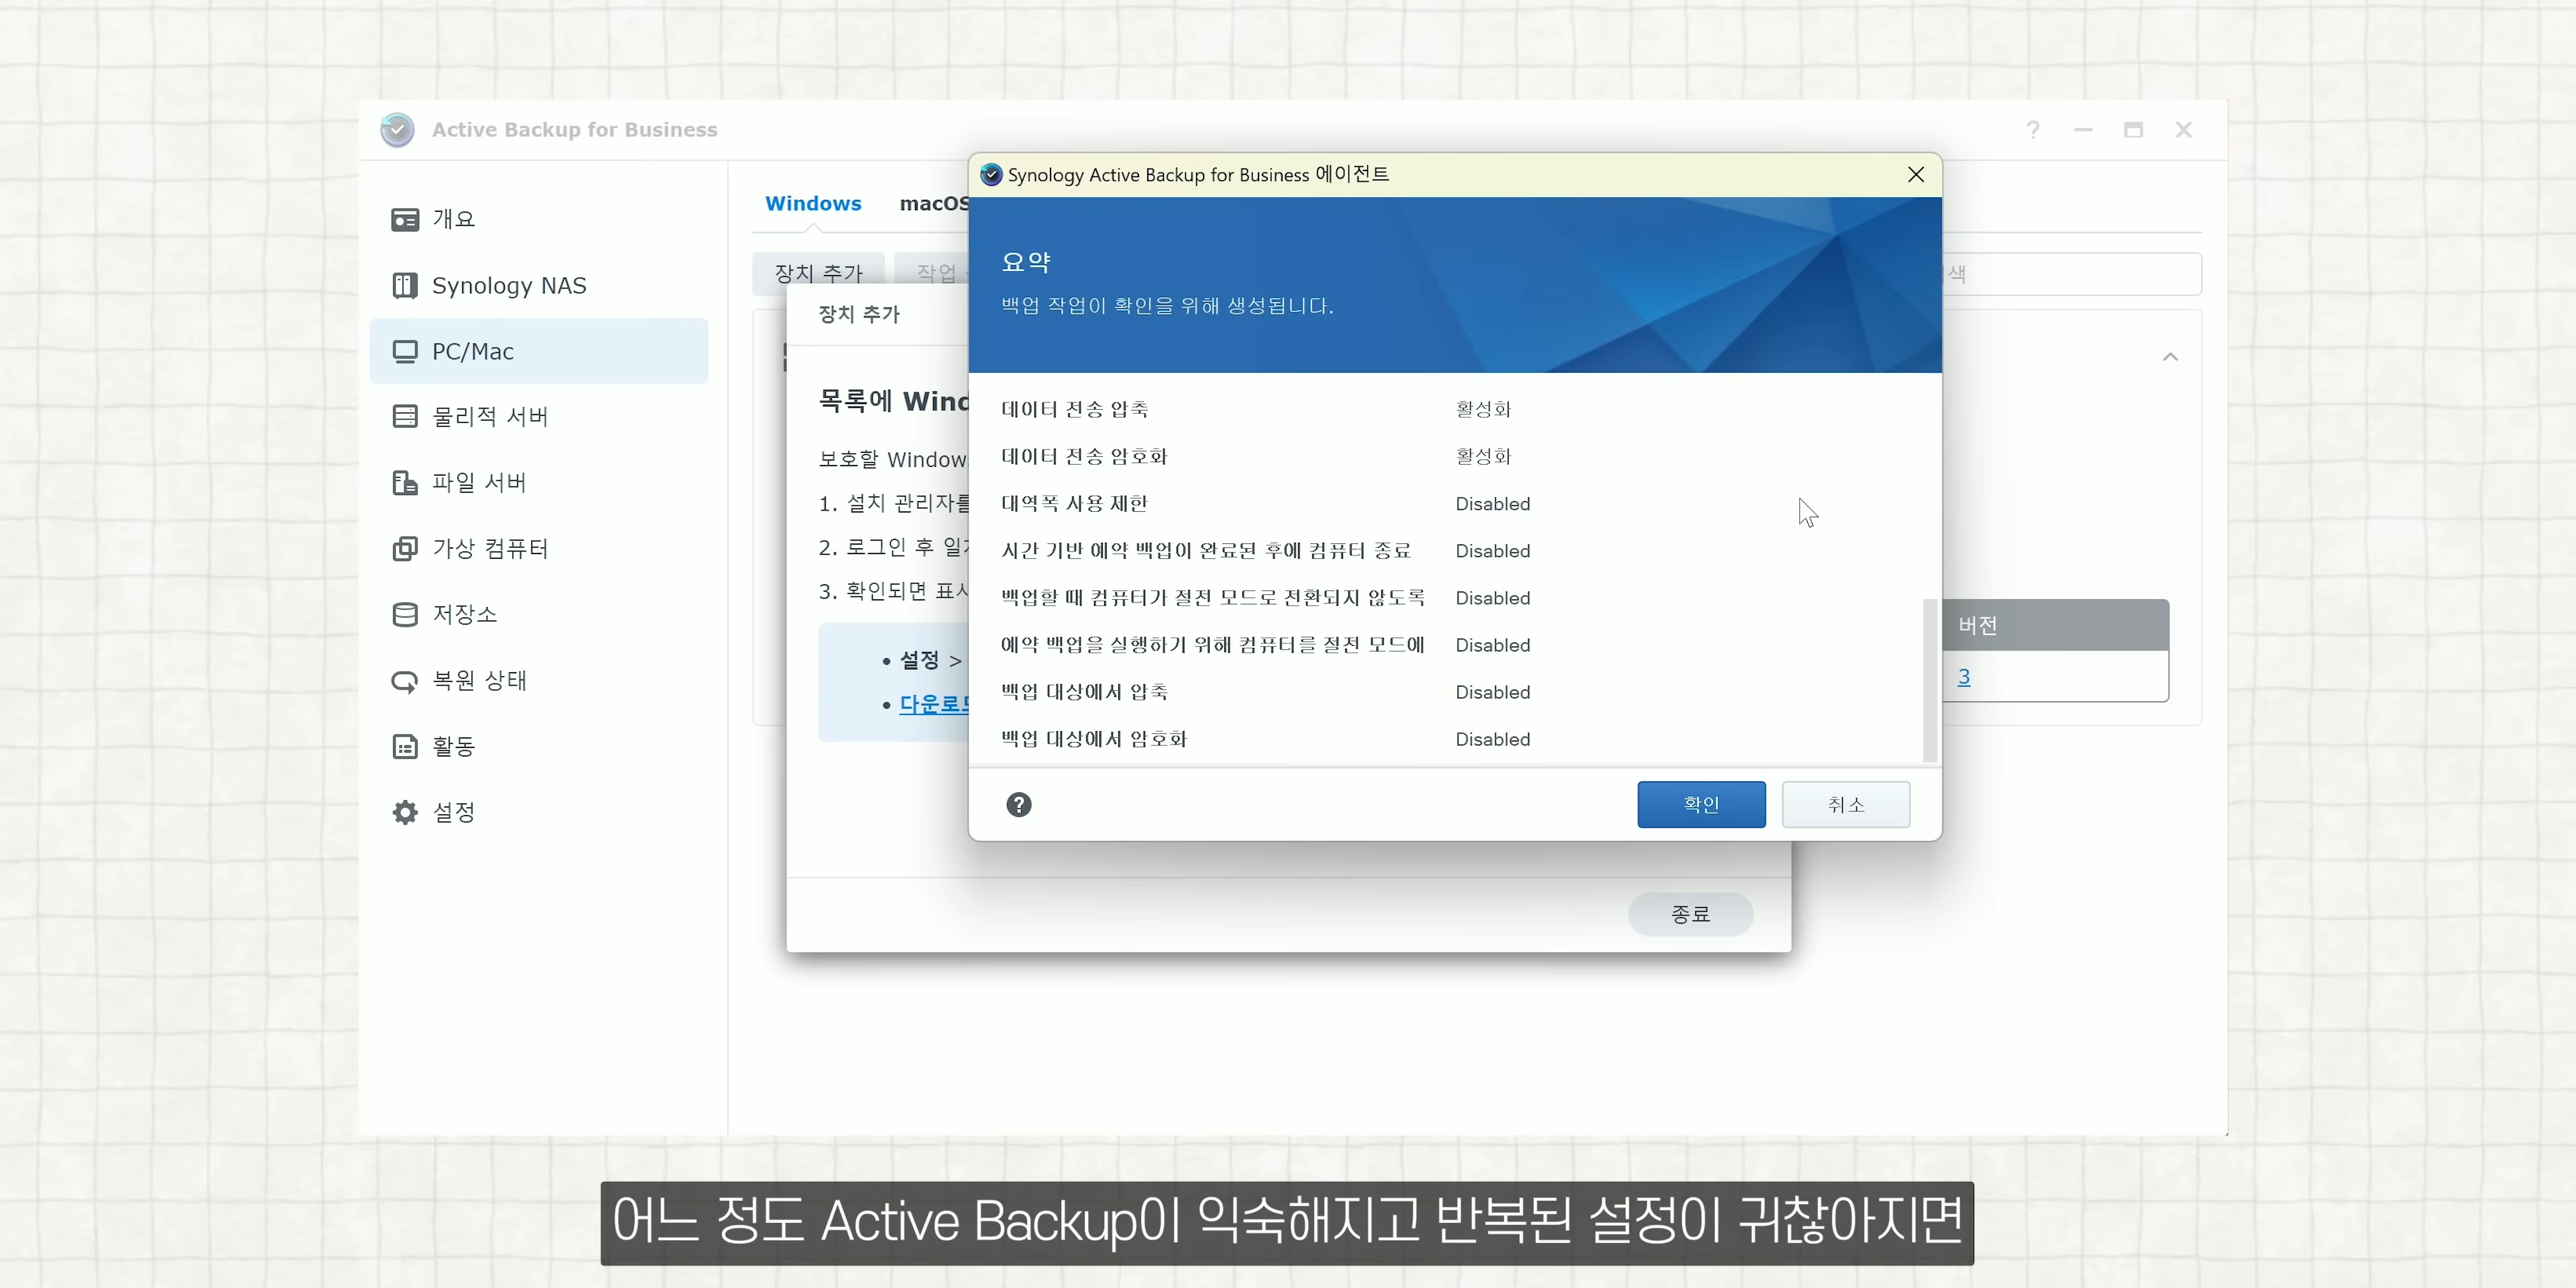 Active Backup for Business
개요
Synology NAS
PC/Mac
물리적 서버
파일 서버
가상 컴퓨터
저장소
복원 상태
활동
설정
Windows
macOS
장치 추가
작업
색
장치 추가
목록에 Wind
보호할 Window
1. 설치 관리자를
2. 로그인 후
3. 확인되면 표시
• 설정 >
• 다운로드
종료
버전
3
Synology Active Backup for Business 에이전트
요약
백업 작업이 확인을 위해 생성됩니다.
데이터 전송 압축 활성화
데이터 전송 암호화 활성화
대역폭 사용 제한 Disabled
시간 기반 예약 백업이 완료된 후에 컴퓨터 종료 Disabled
백업할 때 컴퓨터가 절전 모드로 전환되지 않도록 Disabled
예약 백업을 실행하기 위해 컴퓨터를 절전 모드에 Disabled
백업 대상에서 압축 Disabled
백업 대상에서 암호화 Disabled
확인
취소
어느 정도 Active Backup이 익숙해지고 반복된 설정이 귀찮아지면